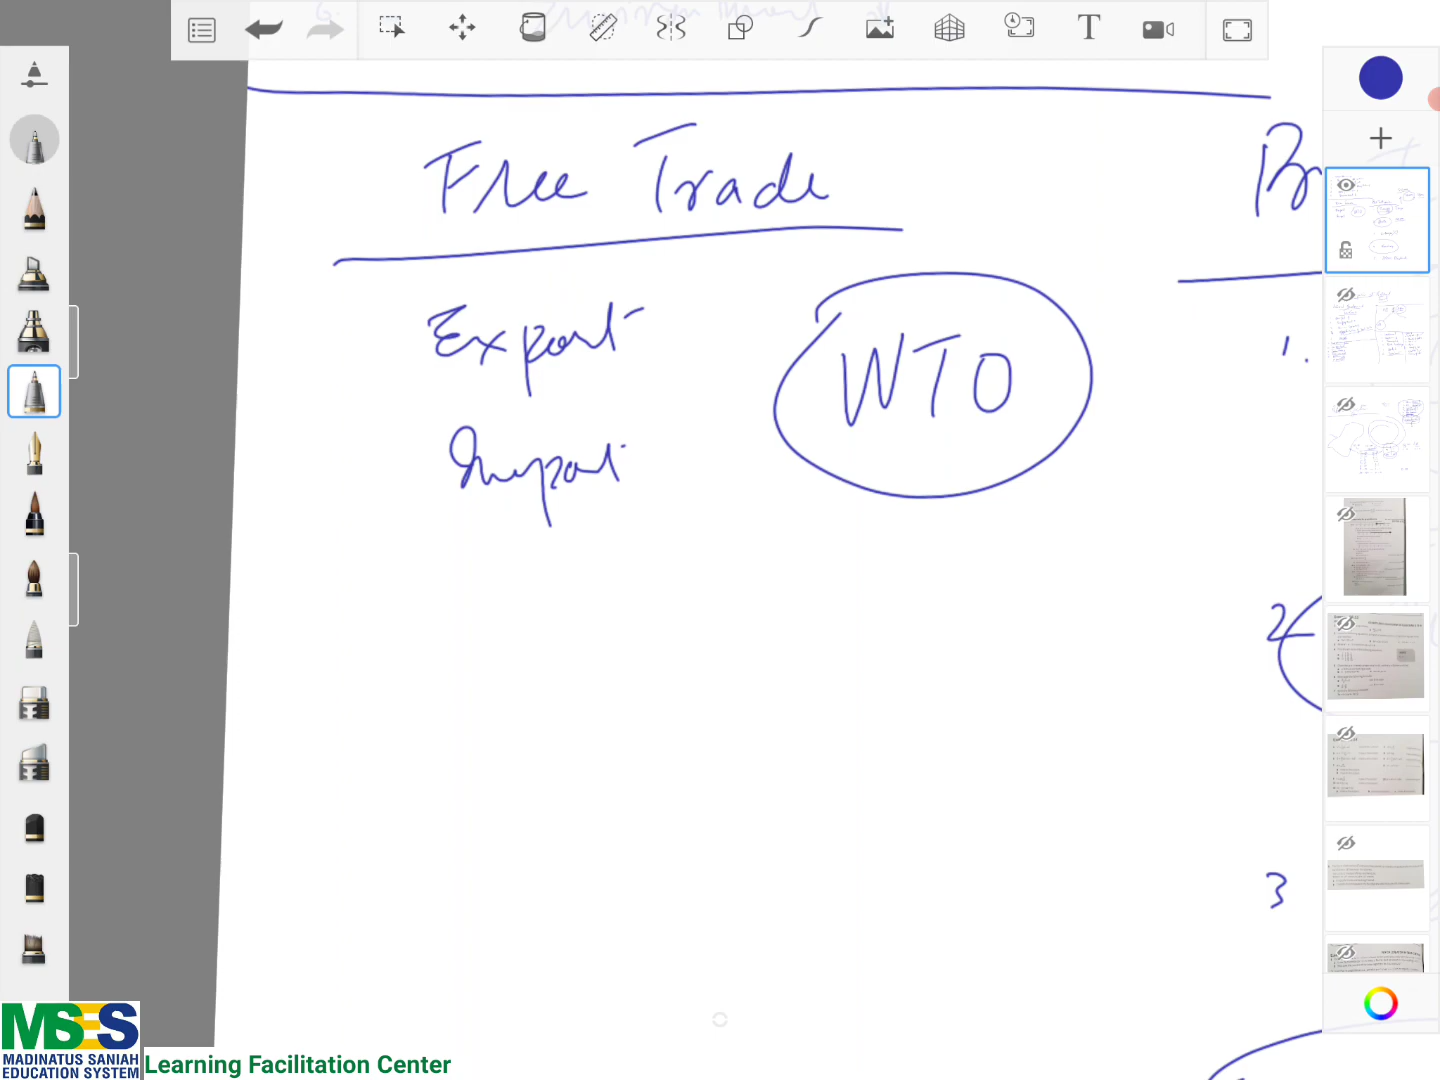 Free Trade
Export
WTO
Import
1.
2
3
T
MSES
MADINATUS SANIAH
EDUCATION SYSTEM
Learning Facilitation Center